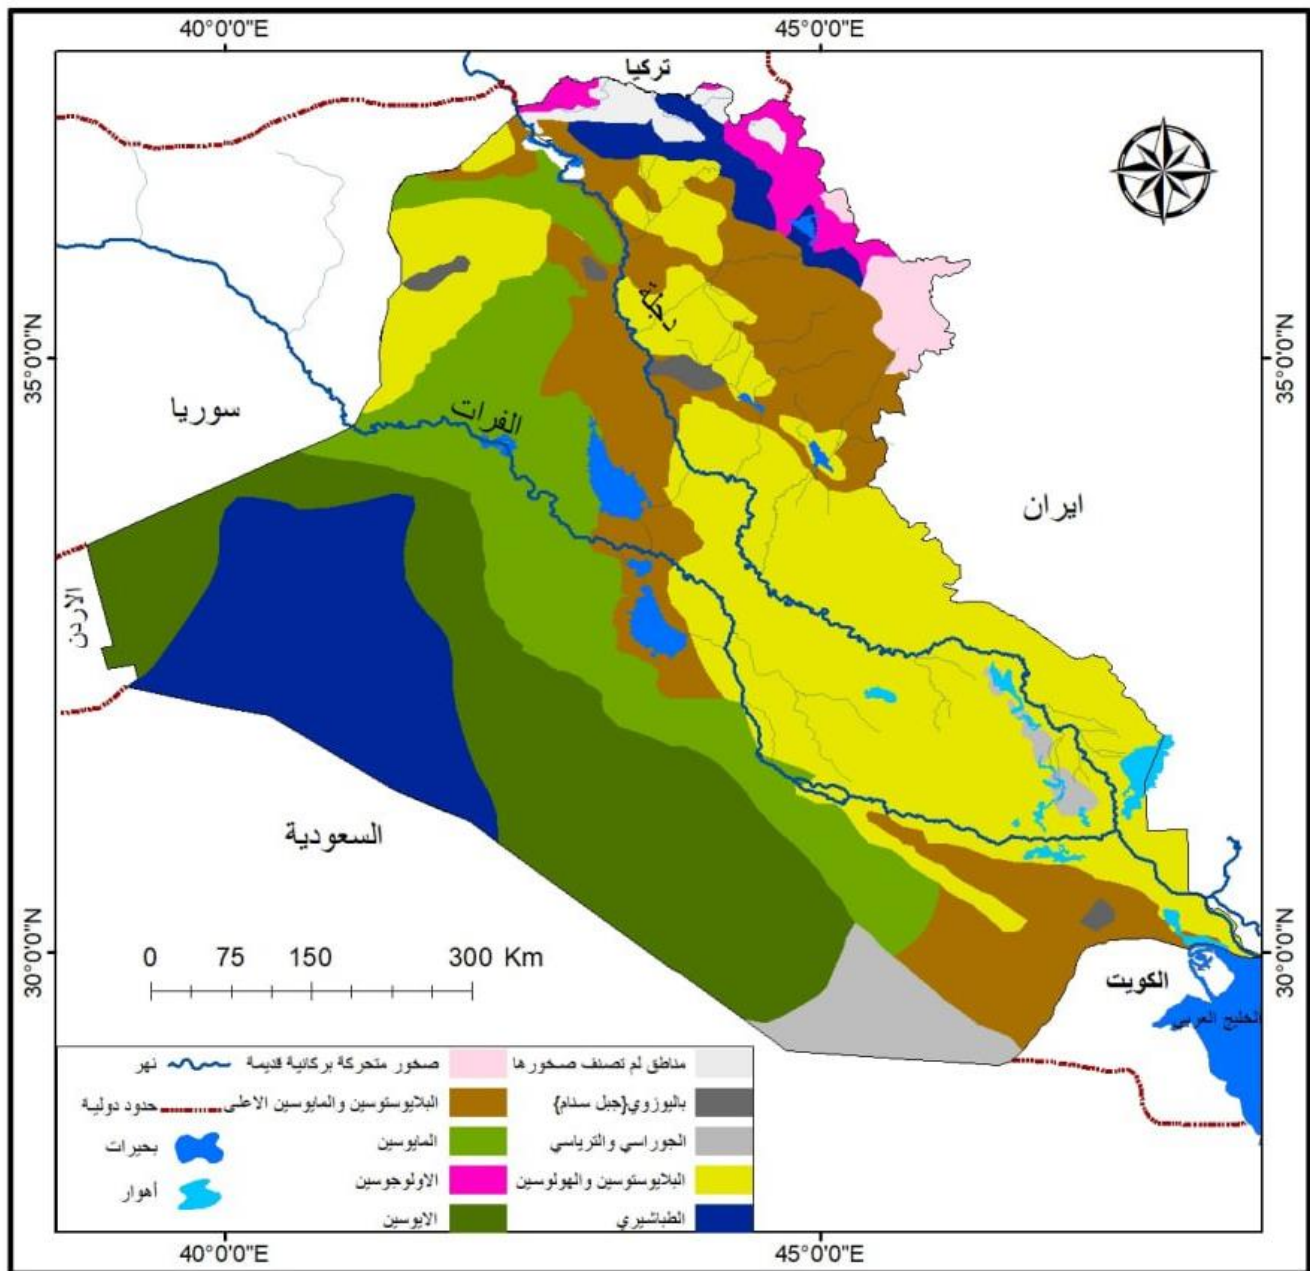 40°0'0"E
45°0'0"E
تركيا
35°0'0"N
35°0'0"N
سوريا
الفرات
ايران
الاردن
السعودية
30°0'0"N
30°0'0"N
0 75 150 300 Km
الكويت
الخليج العربي
نهر
حدود دولية
بحيرات
أهوار
صخور متحركة بركانية قديمة
البلايوستوسين والمايوسين الاعلى
المايوسين
الاولوجوسين
الايوسين
مناطق لم تصنف صخورها
باليوزوي{جبل سنام}
الجوراسي والترياسي
البلايوستوسين والهولوسين
الطباشيري
40°0'0"E
45°0'0"E